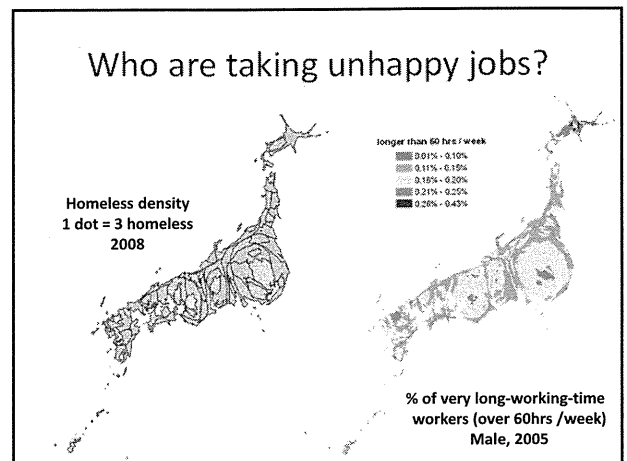 Who are taking unhappy jobs?
Homeless density
1 dot = 3 homeless
2008
longer than 60 hrs / week
0.01% - 0.10%
0.11% - 0.15%
0.16% - 0.20%
0.21% - 0.25%
0.26% - 0.43%
% of very long-working-time
workers (over 60hrs /week)
Male, 2005